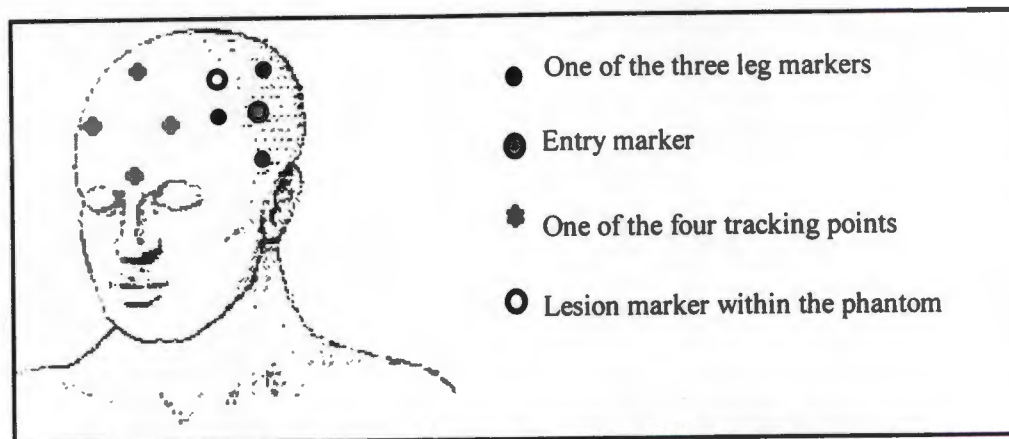 One of the three leg markers
Entry marker
One of the four tracking points
Lesion marker within the phantom